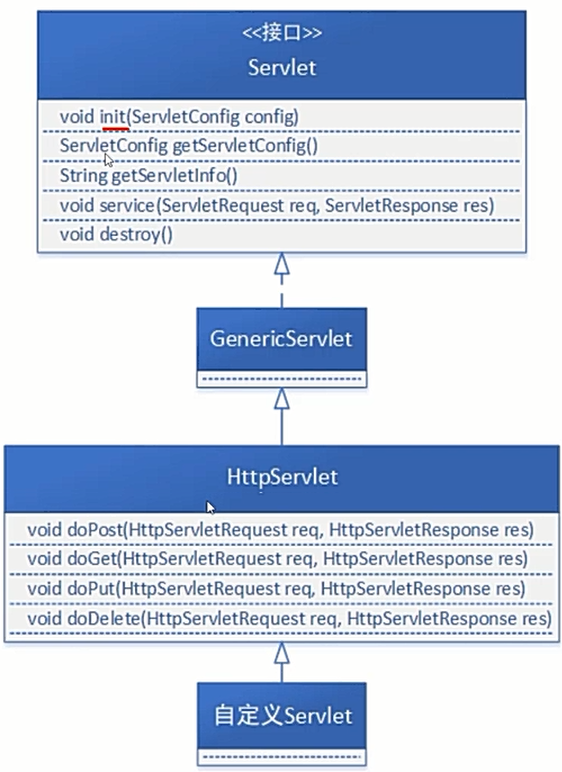 <<接口>>
Servlet
void init(ServletConfig config)
ServletConfig getServletConfig()
String getServletInfo()
void service(ServletRequest req, ServletResponse res)
void destroy()
GenericServlet
HttpServlet
void doPost(HttpServletRequest req, HttpServletResponse res)
void doGet(HttpServletRequest req, HttpServletResponse res)
void doPut(HttpServletRequest req, HttpServletResponse res)
void doDelete(HttpServletRequest req, HttpServletResponse res)
自定义Servlet